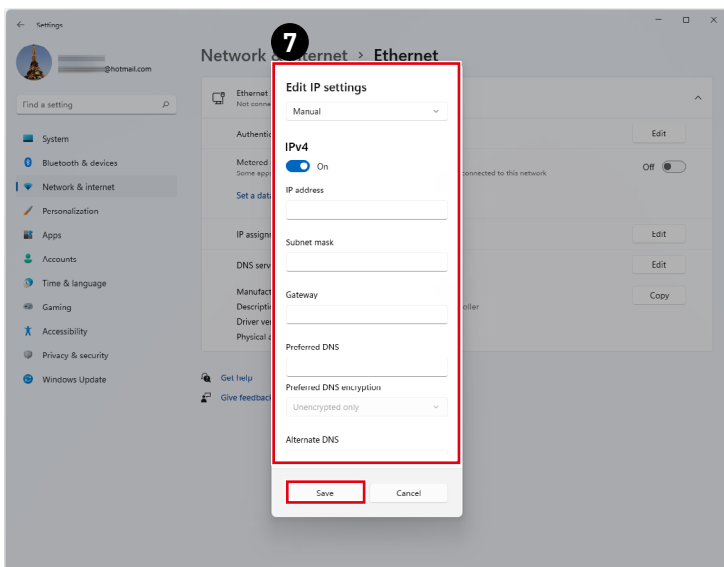 Settings
@hotmail.com
Find a setting
System
Bluetooth & devices
Network & internet
Personalization
Apps
Accounts
Time & language
Gaming
Accessibility
Privacy & security
Windows Update
Network & internet > Ethernet
7
Ethernet
Not conne
Authentic
Edit
Metered
Some app
connected to this network
Off
Set a data
IP assignm
Edit
DNS serv
Edit
Manufact
Copy
Descriptio
oller
Driver ver
Physical a
Get help
Give feedback
Edit IP settings
Manual
IPv4
On
IP address
Subnet mask
Gateway
Preferred DNS
Preferred DNS encryption
Unencrypted only
Alternate DNS
Save
Cancel